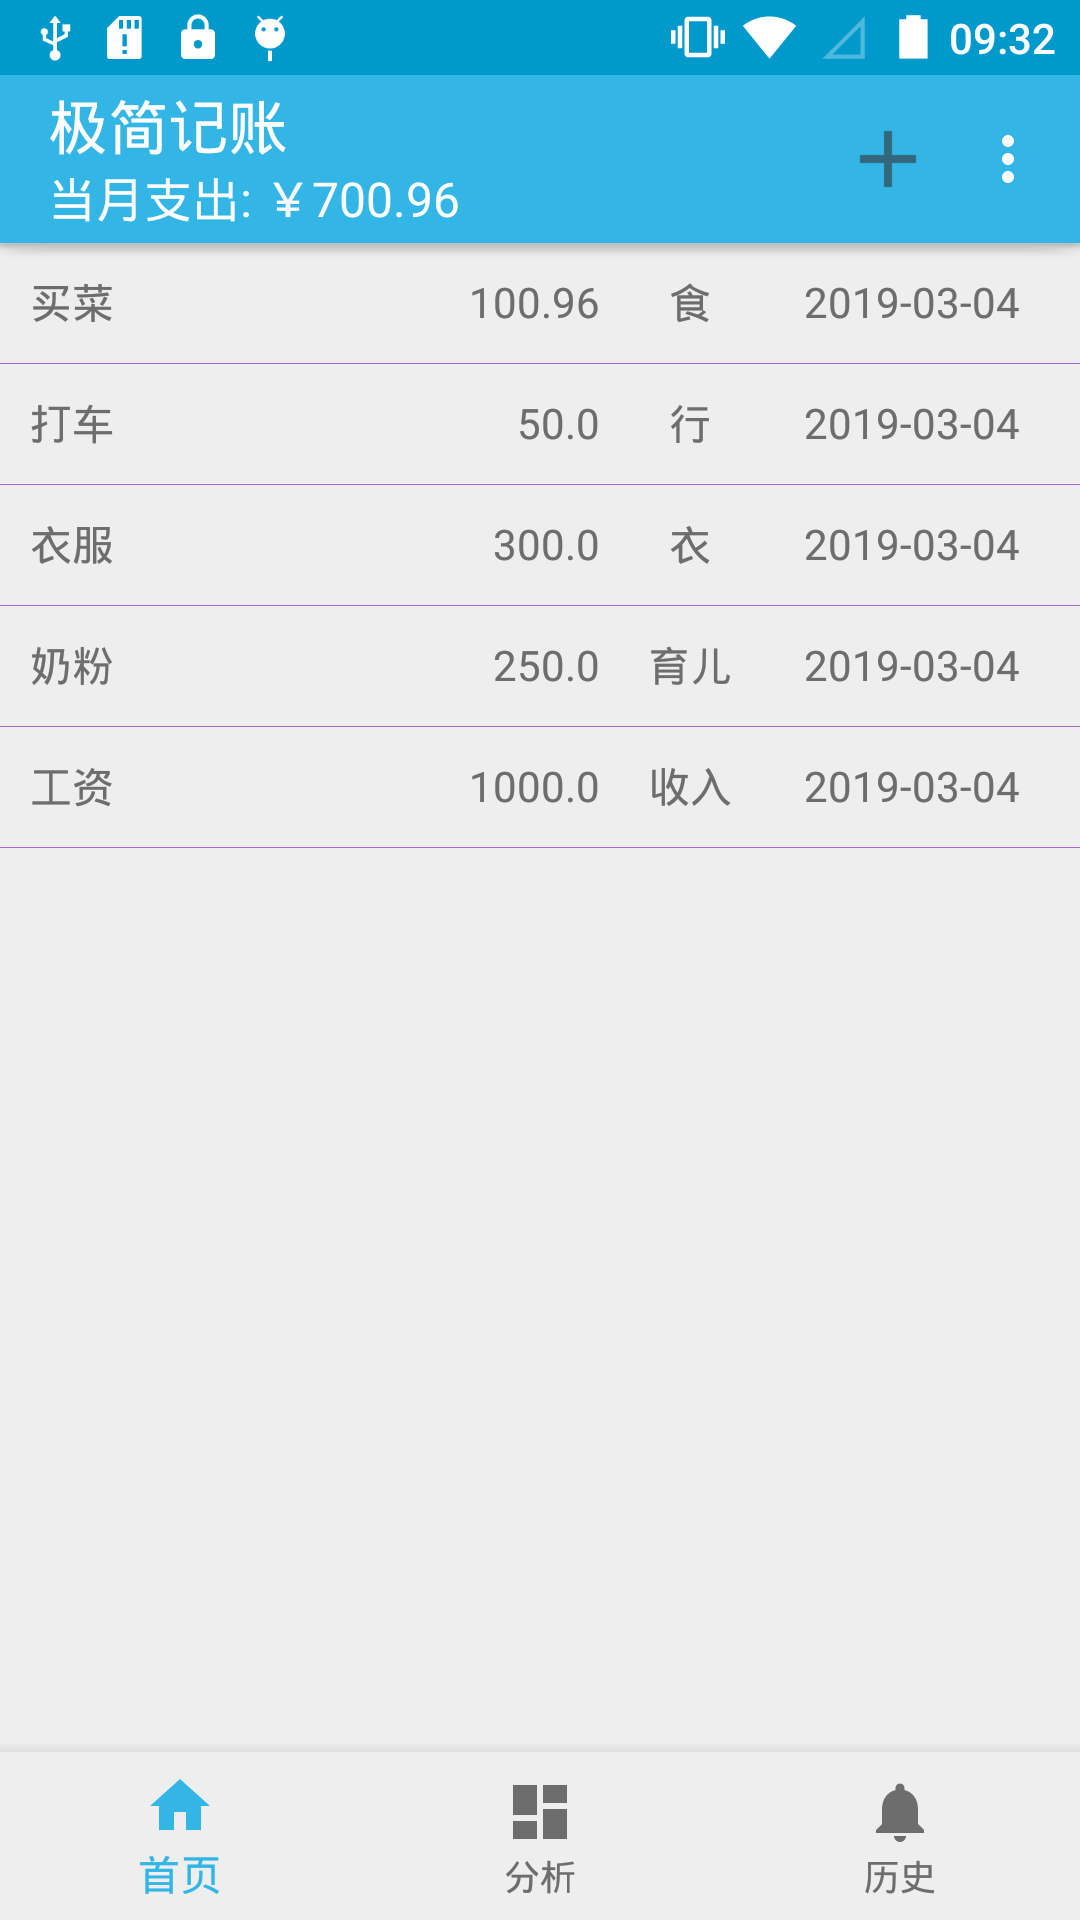 09:32
极简记账
当月支出: ￥700.96
买菜 100.96 食 2019-03-04
打车 50.0 行 2019-03-04
衣服 300.0 衣 2019-03-04
奶粉 250.0 育儿 2019-03-04
工资 1000.0 收入 2019-03-04
首页 分析 历史